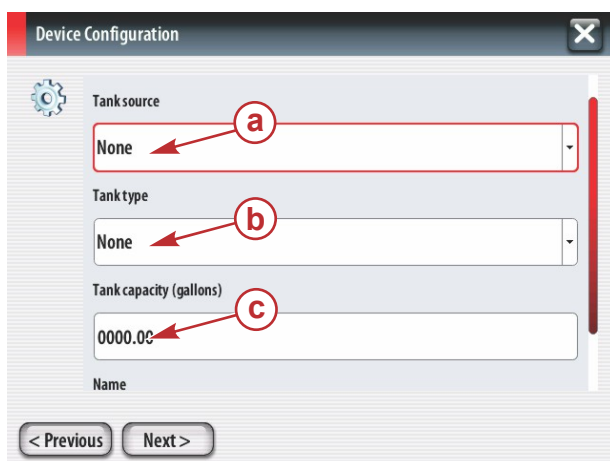 Device Configuration
Tank source
a
None
Tank type
b
None
Tank capacity (gallons)
c
0000.00
Name
< Previous
Next >